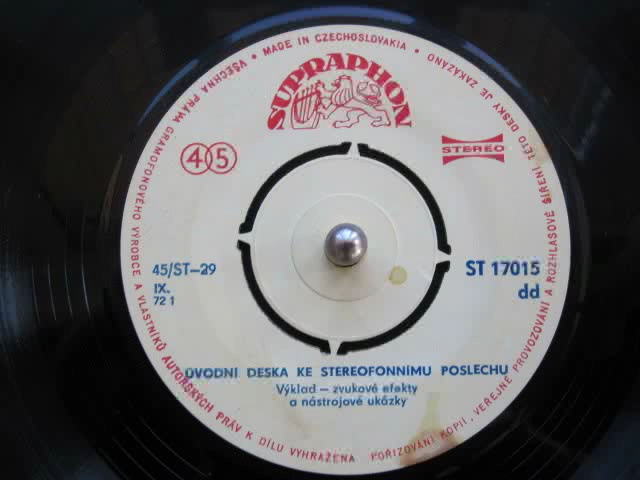 VŠECHNA PRÁVA GRAMOFONOVÉHO VÝROBCE A VLASTNÍKŮ AUTORSKÝCH PRÁV K DÍLU VYHRAŽENA. POŘIZOVÁNÍ KOPIÍ, VEŘEJNÉ PROVOZOVÁNÍ A ROZHLASOVÉ ŠÍŘENÍ TÉTO DESKY JE ZAKÁZÁNO • MADE IN CZECHOSLOVAKIA •
SUPRAPHON
45
STEREO
45/ST-29
IX.
72 1
ST 17015
dd
ÚVODNÍ DESKA KE STEREOFONNÍMU POSLECHU
Výklad – zvukové efekty
a nástrojové ukázky